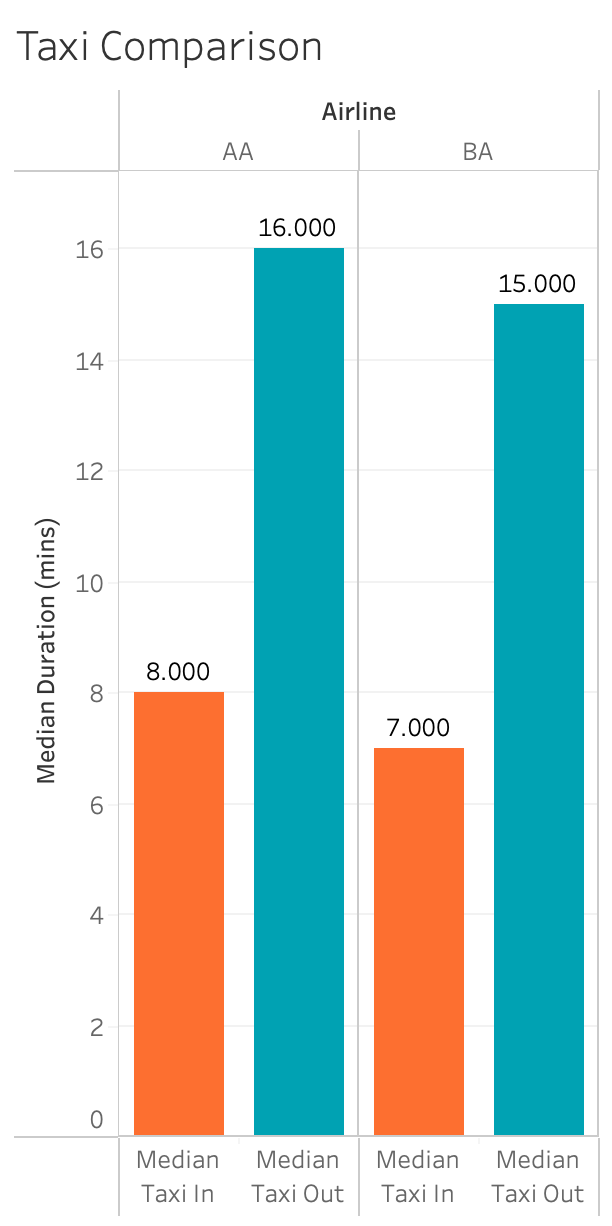 Taxi Comparison
Airline
AA
BA
16.000
15.000
8.000
7.000
16
14
12
10
8
6
4
2
0
Median Duration (mins)
Median
Taxi In
Median
Taxi Out
Median
Taxi In
Median
Taxi Out